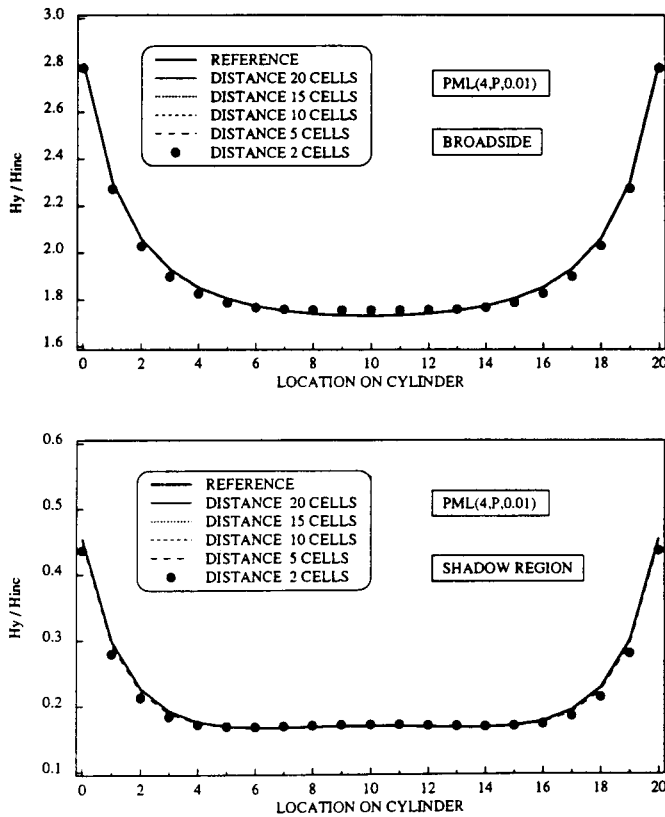 3.0
2.8
2.6
2.4
2.2
2.0
1.8
1.6
Hy / Hinc
REFERENCE
DISTANCE 20 CELLS
DISTANCE 15 CELLS
DISTANCE 10 CELLS
DISTANCE 5 CELLS
DISTANCE 2 CELLS
PML(4,P,0.01)
BROADSIDE
0 2 4 6 8 10 12 14 16 18 20
LOCATION ON CYLINDER
0.6
0.5
0.4
0.3
0.2
0.1
Hy / Hinc
REFERENCE
DISTANCE 20 CELLS
DISTANCE 15 CELLS
DISTANCE 10 CELLS
DISTANCE 5 CELLS
DISTANCE 2 CELLS
PML(4,P,0.01)
SHADOW REGION
0 2 4 6 8 10 12 14 16 18 20
LOCATION ON CYLINDER